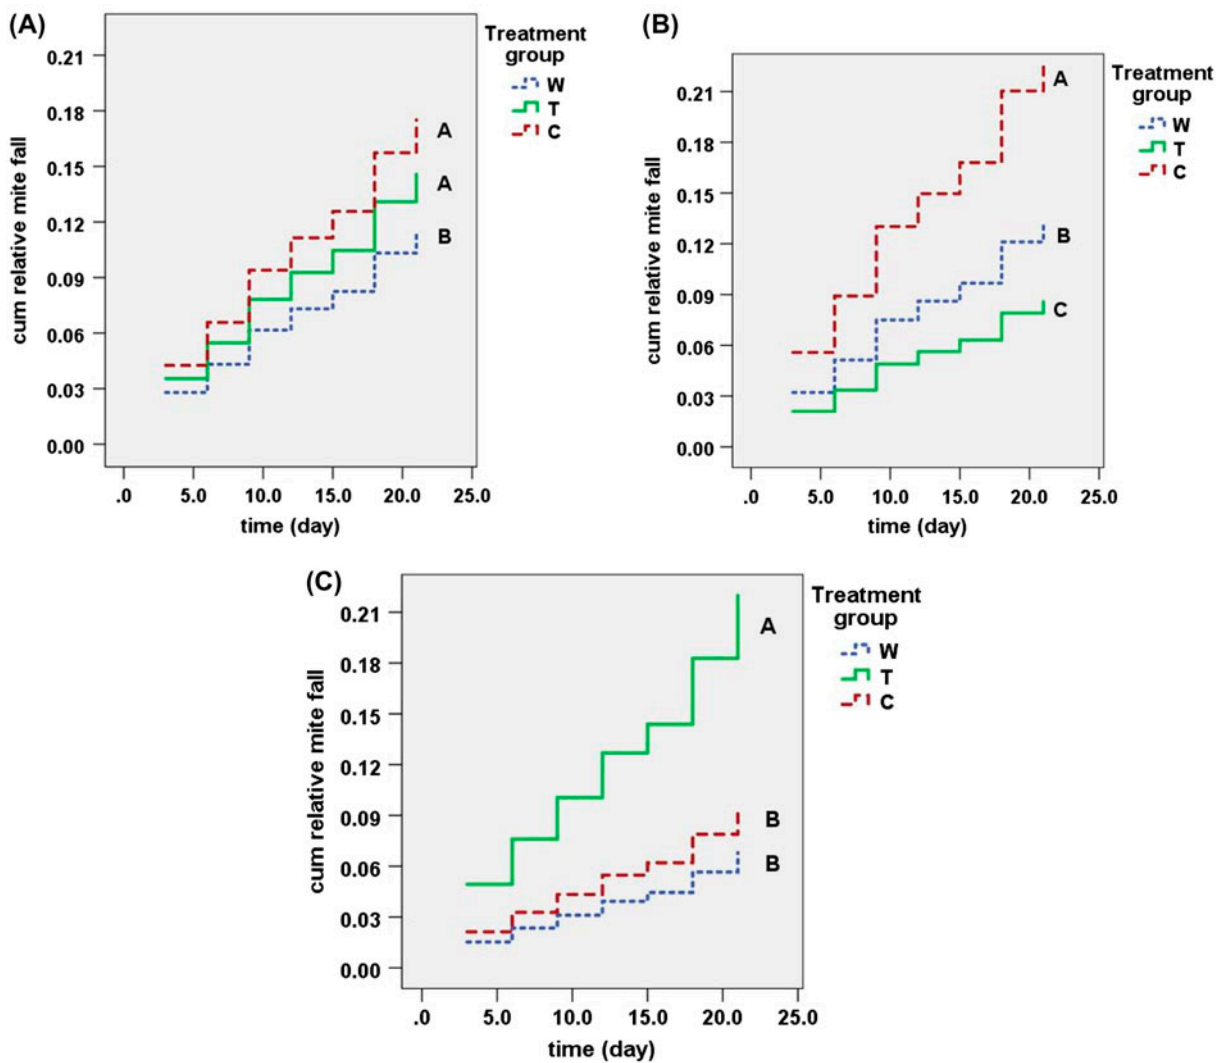 (A)
Treatment
group
W
T
C
cum relative mite fall
0.21
0.18
0.15
0.12
0.09
0.06
0.03
0.00
A
A
B
.0 5.0 10.0 15.0 20.0 25.0
time (day)
(B)
Treatment
group
W
T
C
cum relative mite fall
0.21
0.18
0.15
0.12
0.09
0.06
0.03
0.00
A
B
C
.0 5.0 10.0 15.0 20.0 25.0
time (day)
(C)
Treatment
group
W
T
C
cum relative mite fall
0.21
0.18
0.15
0.12
0.09
0.06
0.03
0.00
A
B
B
.0 5.0 10.0 15.0 20.0 25.0
time (day)